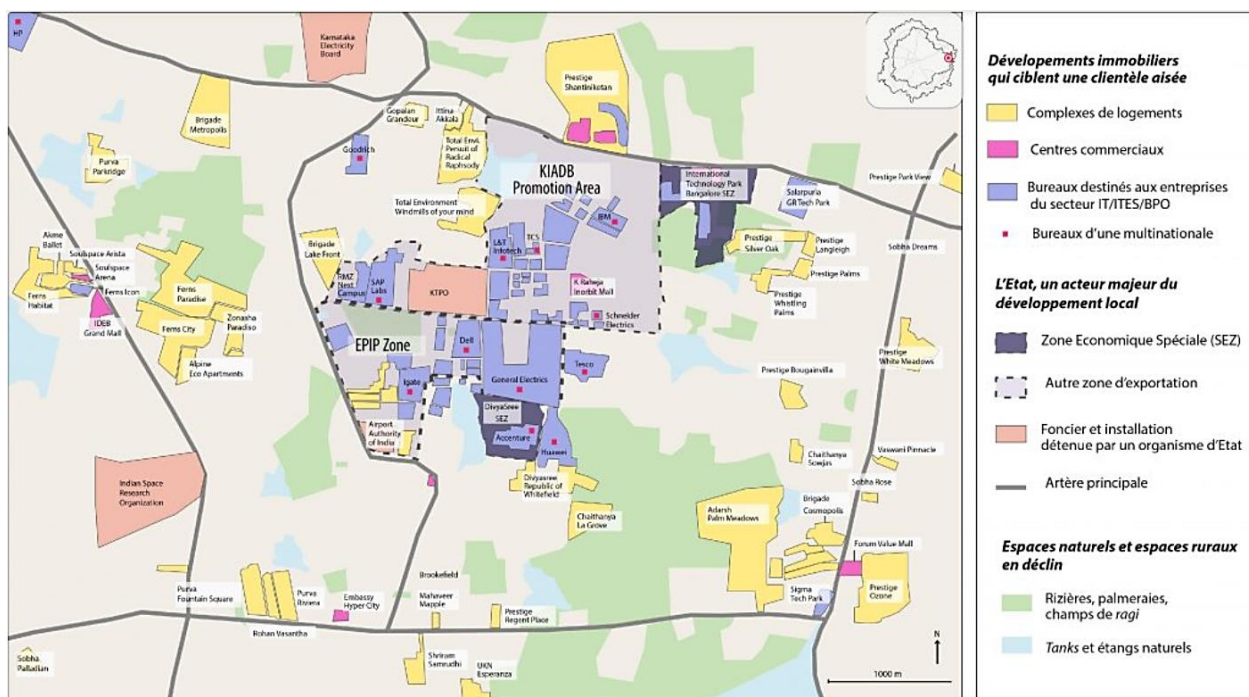 HP
Karnataka
Electricity
Board
Brigade
Metropolis
Purva
Parkridge
Gopalan
Grandeur
Ittina
Akkala
Goodrich
Total Envi.
Persuit of
Radical
Raphsody
Prestige
Shantiniketan
KIADB
Promotion Area
International
Technology Park
Bangalore SEZ
Salarpuria
GR Tech Park
Prestige Park View
Total Environment
Windmills of your mind
IBM
TCS
L&T
Infotech
Prestige
Silver Oak
Prestige
Langleigh
Sobha Dreams
Prestige Palms
Prestige
Whistling
Palms
Akme
Ballet
Soulspace Arista
Soulspace
Arena
Ferns Icon
Ferns
Habitat
IDEB
Grand Mall
Ferns
Paradise
Ferns City
Zonasha
Paradiso
Alpine
Eco Apartments
Brigade
Lake Front
RMZ
Nest
Campus
SAP
Labs
KTPO
K Raheja
Inorbit Mall
Schneider
Electrics
EPIP Zone
Dell
General Electrics
Tesco
Igate
DivyaSree
SEZ
Accenture
Huawei
Airport
Authority
of India
Prestige
White Meadows
Prestige Bougainvilla
Divyasree
Republic of
Whitefield
Chaithanya
La Grove
Chaithanya
Sowjas
Vaswani Pinnacle
Sobha Rose
Indian Space
Research
Organization
Adarsh
Palm Meadows
Brigade
Cosmopolis
Forum Value Mall
Sigma
Tech Park
Prestige
Ozone
Purva
Fountain Square
Purva
Riviera
Rohan Vasantha
Embassy
Hyper City
Brookefield
Mahaveer
Mapple
Prestige
Regent Place
Sobha
Palladian
Shriram
Samrudhi
UKN
Esperanza
N
1000 m
Dévelopements immobiliers
qui ciblent une clientèle aisée
Complexes de logements
Centres commerciaux
Bureaux destinés aux entreprises
du secteur IT/ITES/BPO
Bureaux d'une multinationale
L'Etat, un acteur majeur du
développement local
Zone Economique Spéciale (SEZ)
Autre zone d'exportation
Foncier et installation
détenue par un organisme d'Etat
Artère principale
Espaces naturels et espaces ruraux
en déclin
Rizières, palmeraies,
champs de ragi
Tanks et étangs naturels